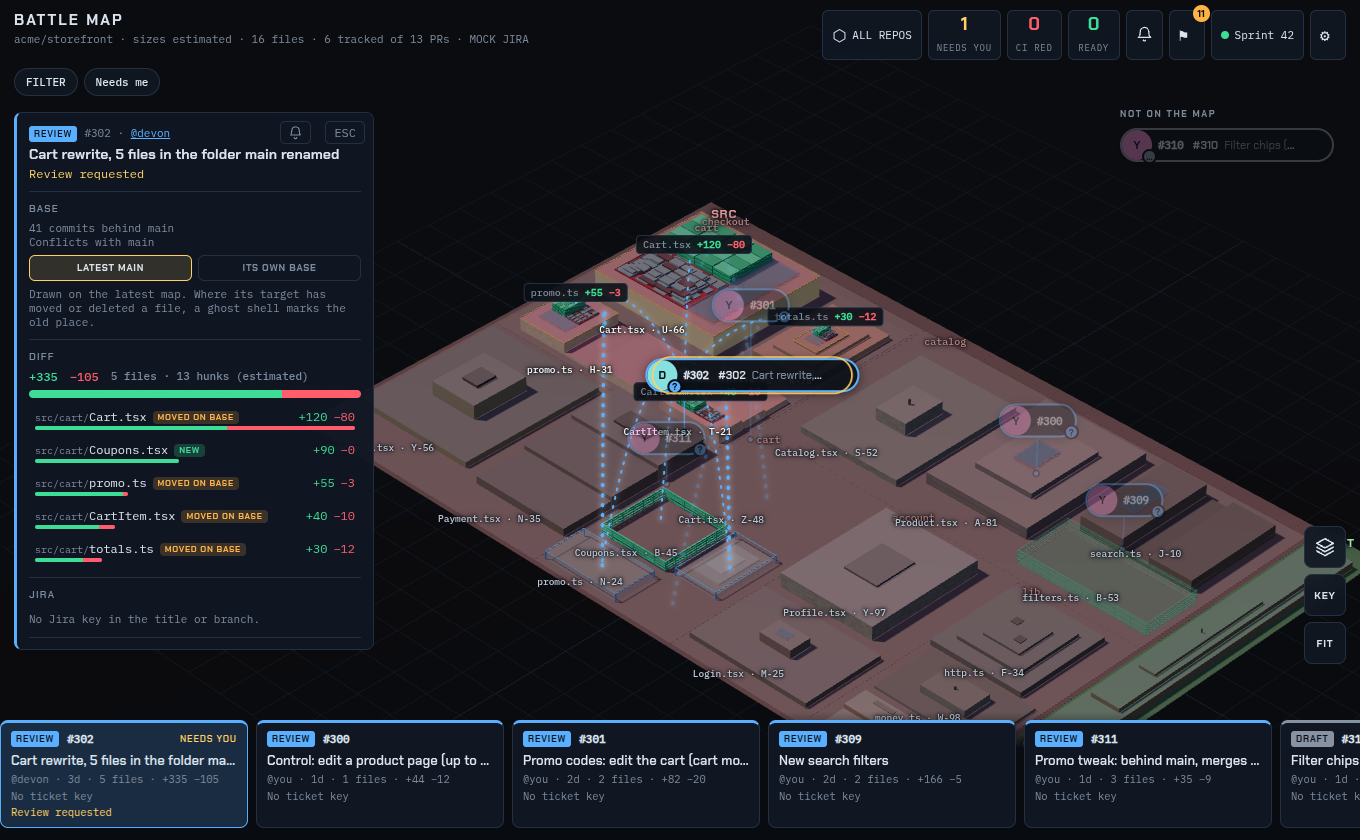 BATTLE MAP
acme/storefront · sizes estimated · 16 files · 6 tracked of 13 PRs · MOCK JIRA
ALL REPOS
1
NEEDS YOU
0
CI RED
0
READY
11
Sprint 42
FILTER
Needs me
NOT ON THE MAP
Y #310 #310 Filter chips (…
REVIEW #302 · @devon
ESC
Cart rewrite, 5 files in the folder main renamed
Review requested
BASE
41 commits behind main
Conflicts with main
LATEST MAIN
ITS OWN BASE
Drawn on the latest map. Where its target has
moved or deleted a file, a ghost shell marks the
old place.
DIFF
+335 −105 5 files · 13 hunks (estimated)
src/cart/Cart.tsx MOVED ON BASE +120 −80
src/cart/Coupons.tsx NEW +90 −0
src/cart/promo.ts MOVED ON BASE +55 −3
src/cart/CartItem.tsx MOVED ON BASE +40 −10
src/cart/totals.ts MOVED ON BASE +30 −12
JIRA
No Jira key in the title or branch.
SRC
checkout
cart
Cart.tsx +120 −80
promo.ts +55 −3
Y #301
totals.ts +30 −12
Cart.tsx · U-66
catalog
promo.ts · H-31
D #302 #302 Cart rewrite,…
?
CartItem.tsx · T-21
Y #311
?
cart
Y #300
?
.tsx · Y-56
Catalog.tsx · S-52
Y #309
?
Payment.tsx · N-35
Cart.tsx · Z-48
account
Product.tsx · A-81
Coupons.tsx · B-45
search.ts · J-10
T
promo.ts · N-24
lib
filters.ts · B-53
Profile.tsx · Y-97
Login.tsx · M-25
http.ts · F-34
money.ts · W-98
KEY
FIT
REVIEW #302 NEEDS YOU
Cart rewrite, 5 files in the folder ma…
@devon · 3d · 5 files · +335 −105
No ticket key
Review requested
REVIEW #300
Control: edit a product page (up to …
@you · 1d · 1 files · +44 −12
No ticket key
REVIEW #301
Promo codes: edit the cart (cart mo…
@you · 2d · 2 files · +82 −20
No ticket key
REVIEW #309
New search filters
@you · 2d · 2 files · +166 −5
No ticket key
REVIEW #311
Promo tweak: behind main, merges …
@you · 1d · 3 files · +35 −9
No ticket key
DRAFT #31
Filter chips
@you · 1d ·
No ticket k